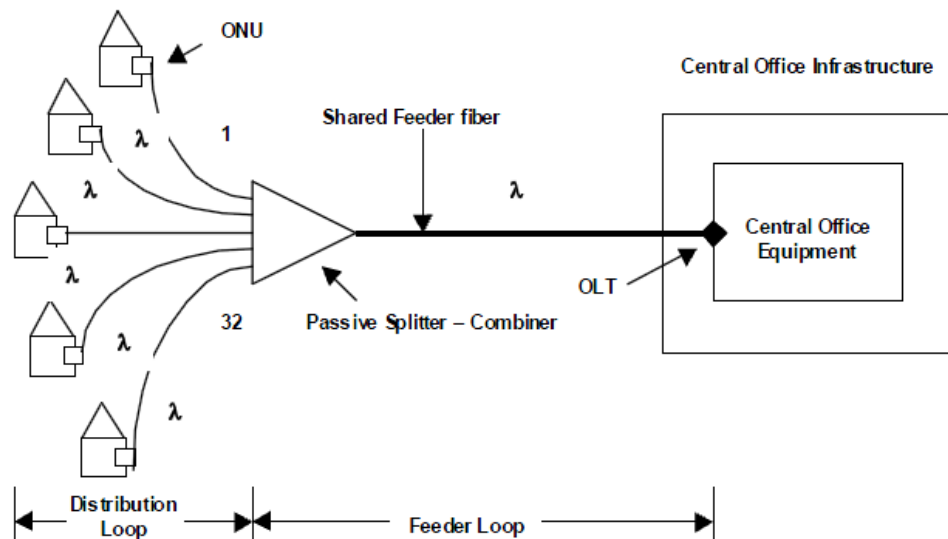 ONU
Central Office Infrastructure
Shared Feeder fiber
1
λ
λ
λ
Central Office
Equipment
λ
OLT
32
Passive Splitter – Combiner
λ
λ
Distribution
Loop
Feeder Loop